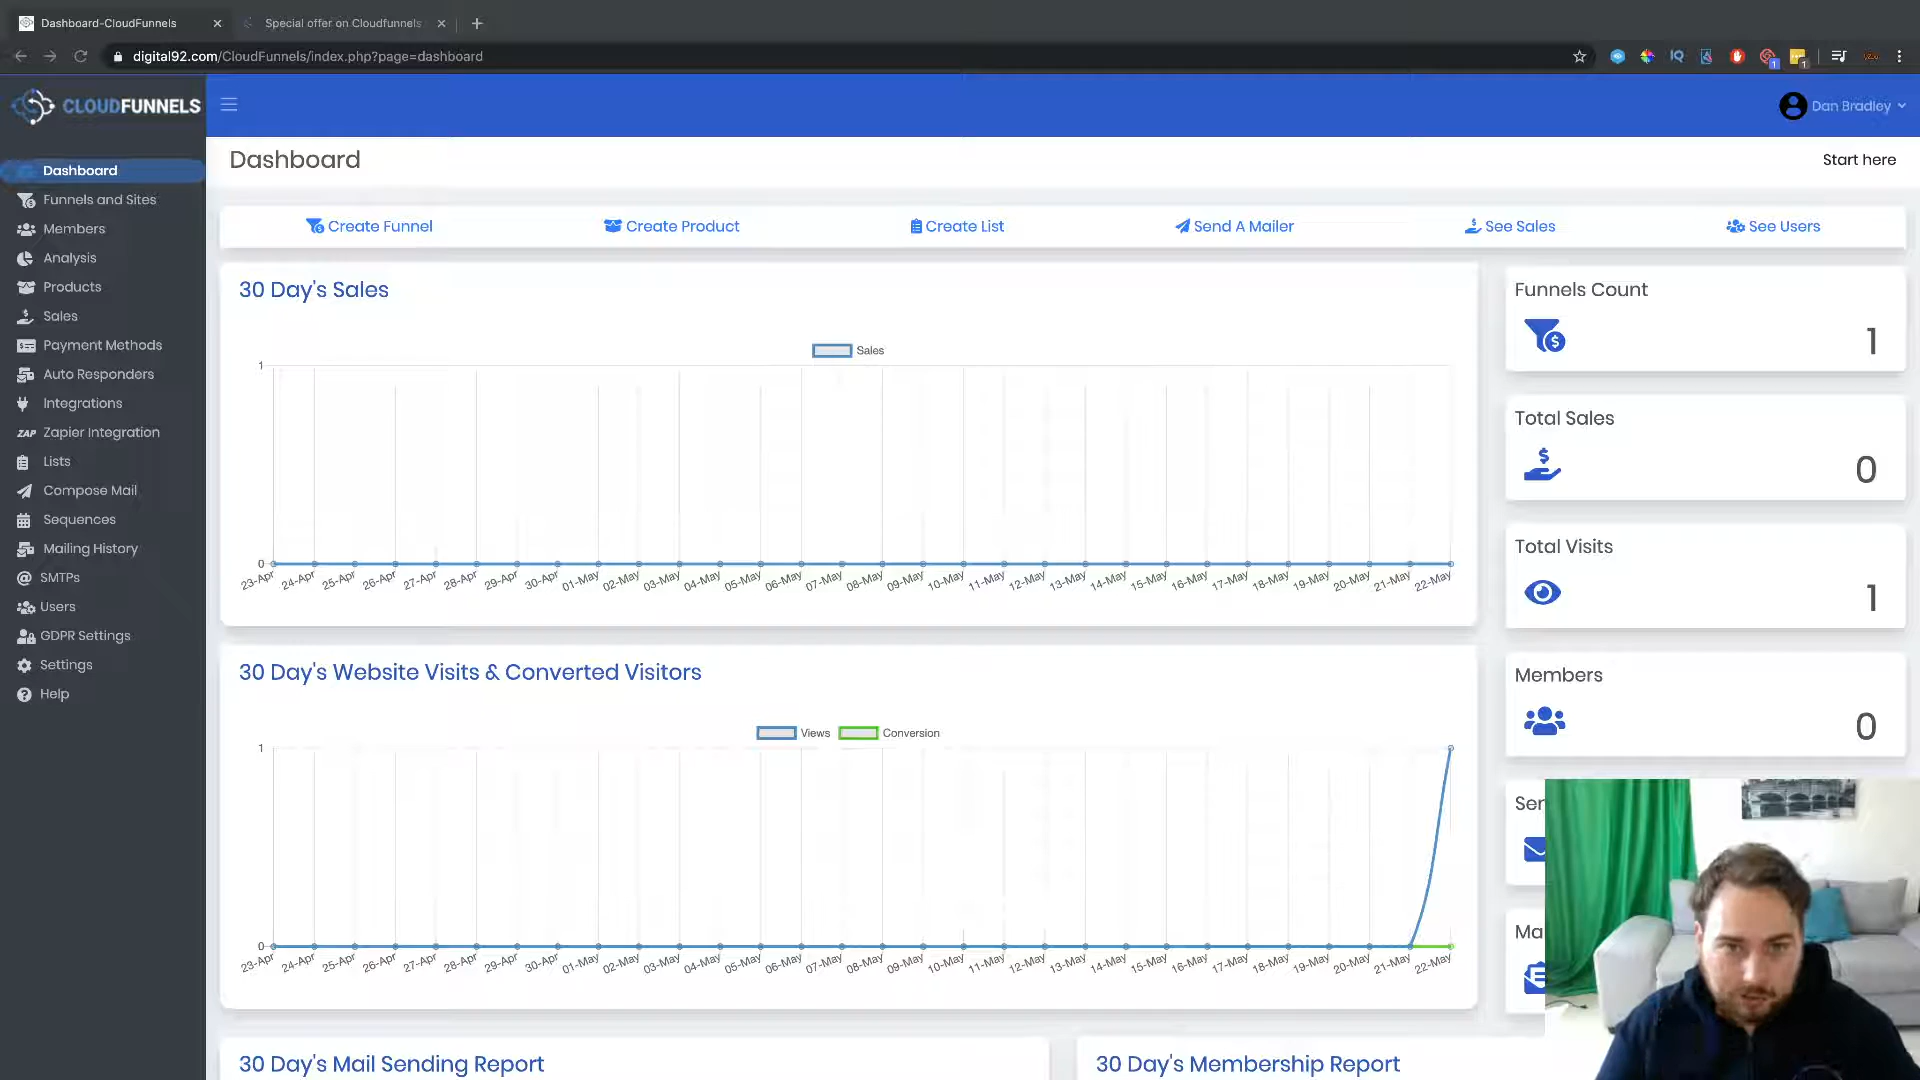 Dashboard-CloudFunnels
Special offer on Cloudfunnels
digital92.com/CloudFunnels/index.php?page=dashboard
CLOUDFUNNELS
Dan Bradley
Dashboard
Start here
Dashboard
Funnels and Sites
Members
Analysis
Products
Sales
Payment Methods
Auto Responders
Integrations
ZAP Zapier Integration
Lists
Compose Mail
Sequences
Mailing History
SMTPs
Users
GDPR Settings
Settings
Help
Create Funnel
Create Product
Create List
Send A Mailer
See Sales
See Users
30 Day's Sales
Sales
1
0
23-Apr 24-Apr 25-Apr 26-Apr 27-Apr 28-Apr 29-Apr 30-Apr 01-May 02-May 03-May 04-May 05-May 06-May 07-May 08-May 09-May 10-May 11-May 12-May 13-May 14-May 15-May 16-May 17-May 18-May 19-May 20-May 21-May 22-May
30 Day's Website Visits & Converted Visitors
Views Conversion
1
0
23-Apr 24-Apr 25-Apr 26-Apr 27-Apr 28-Apr 29-Apr 30-Apr 01-May 02-May 03-May 04-May 05-May 06-May 07-May 08-May 09-May 10-May 11-May 12-May 13-May 14-May 15-May 16-May 17-May 18-May 19-May 20-May 21-May 22-May
30 Day's Mail Sending Report
30 Day's Membership Report
Funnels Count
1
Total Sales
0
Total Visits
1
Members
0
Ser
Ma